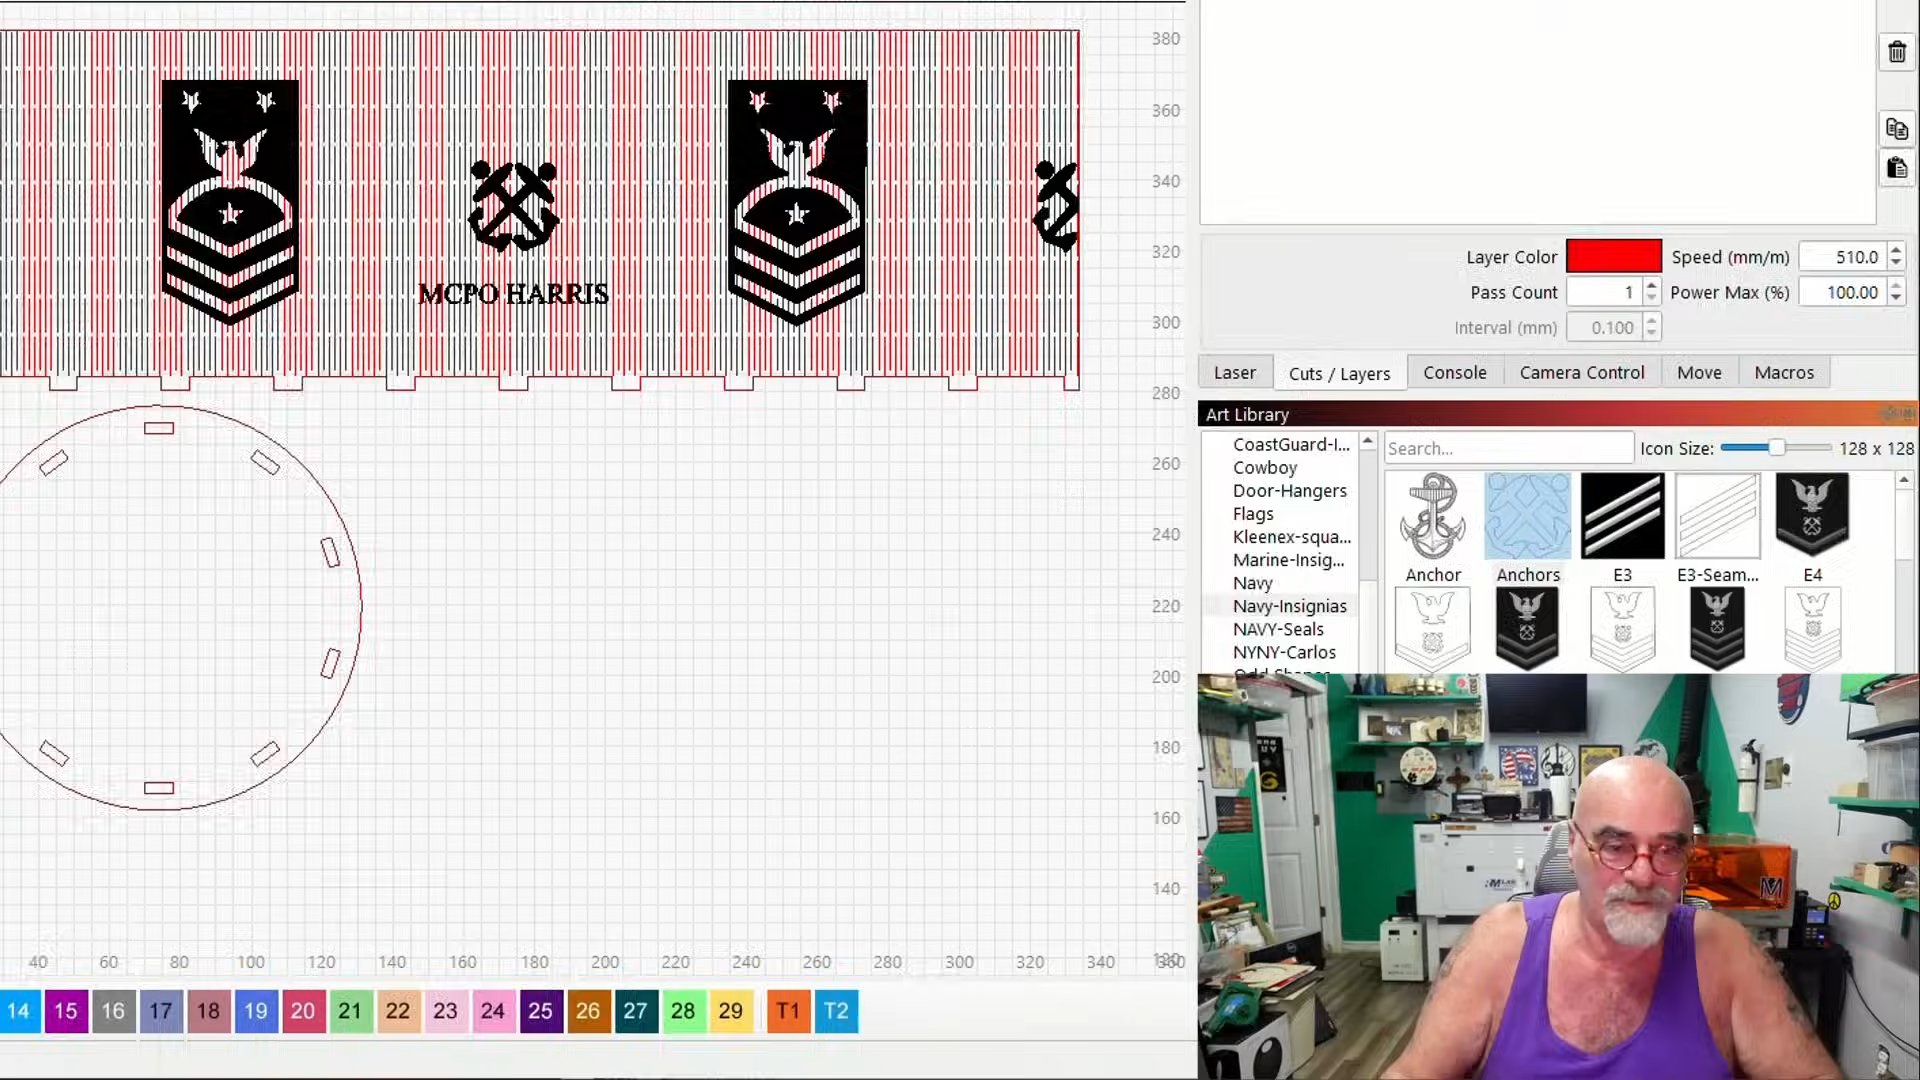 380
360
340
320
300
280
260
240
220
200
180
160
140
MCPO HARRIS
40 60 80 100 120 140 160 180 200 220 240 260 280 300 320 340
14 15 16 17 18 19 20 21 22 23 24 25 26 27 28 29 T1 T2
Layer Color Speed (mm/m) 510.0
Pass Count 1 Power Max (%) 100.00
Interval (mm) 0.100
Laser Cuts / Layers Console Camera Control Move Macros
Art Library
Search... Icon Size: 128 x 128
CoastGuard-I...
Cowboy
Door-Hangers
Flags
Kleenex-squa...
Marine-Insig...
Navy
Navy-Insignias
NAVY-Seals
NYNY-Carlos
Anchor Anchors E3 E3-Seam... E4